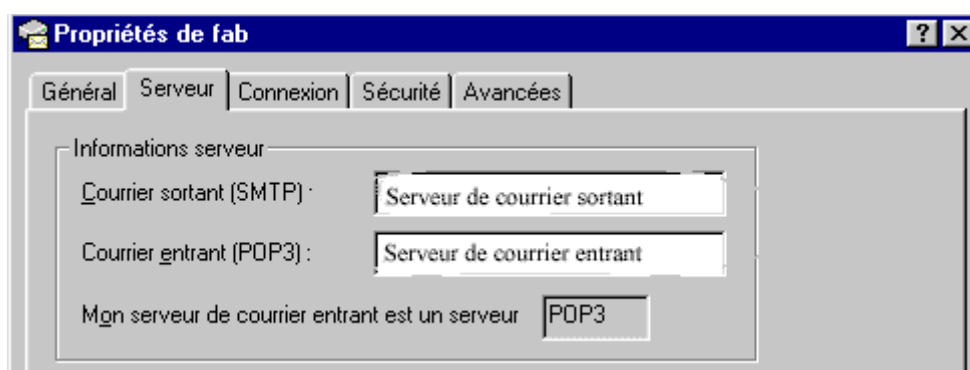 Propriétés de fab
Général Serveur Connexion Sécurité Avancées
Informations serveur
Courrier sortant (SMTP) : Serveur de courrier sortant
Courrier entrant (POP3) : Serveur de courrier entrant
Mon serveur de courrier entrant est un serveur POP3